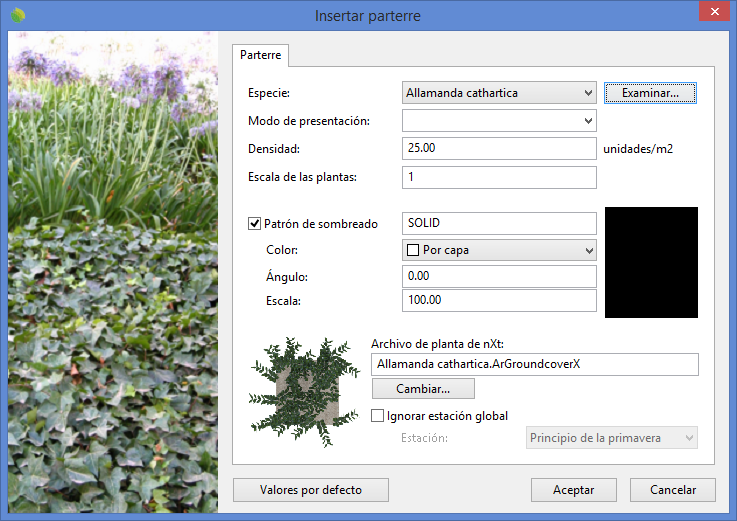 Insertar parterre
Parterre
Especie: Allamanda cathartica Examinar...
Modo de presentación:
Densidad: 25.00 unidades/m2
Escala de las plantas: 1
Patrón de sombreado SOLID
Color: Por capa
Ángulo: 0.00
Escala: 100.00
Archivo de planta de nXt:
Allamanda cathartica.ArGroundcoverX
Cambiar...
Ignorar estación global
Estación: Principio de la primavera
Valores por defecto Aceptar Cancelar